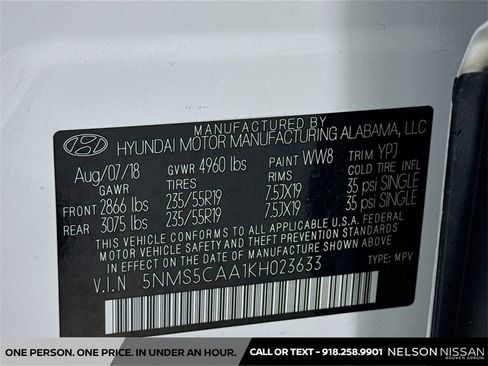 MANUFACTURED BY
HYUNDAI MOTOR MANUFACTURING ALABAMA, LLC
Aug/07/18 GVWR 4960 lbs PAINT WW8 TRIM YPJ
GAWR TIRES RIMS COLD TIRE INFL
FRONT 2866 lbs 235/55R19 7.5JX19 35 psi SINGLE
REAR 3075 lbs 235/55R19 7.5JX19 35 psi SINGLE
THIS VEHICLE CONFORMS TO ALL APPLICABLE U.S. FEDERAL
MOTOR VEHICLE SAFETY AND THEFT PREVENTION STANDARDS
IN EFFECT ON THE DATE OF MANUFACTURE SHOWN ABOVE.
V.I.N 5NMS5CAA1KH023633 TYPE: MPV
ONE PERSON. ONE PRICE. IN UNDER AN HOUR. CALL OR TEXT - 918.258.9901 NELSON NISSAN
BROKEN ARROW